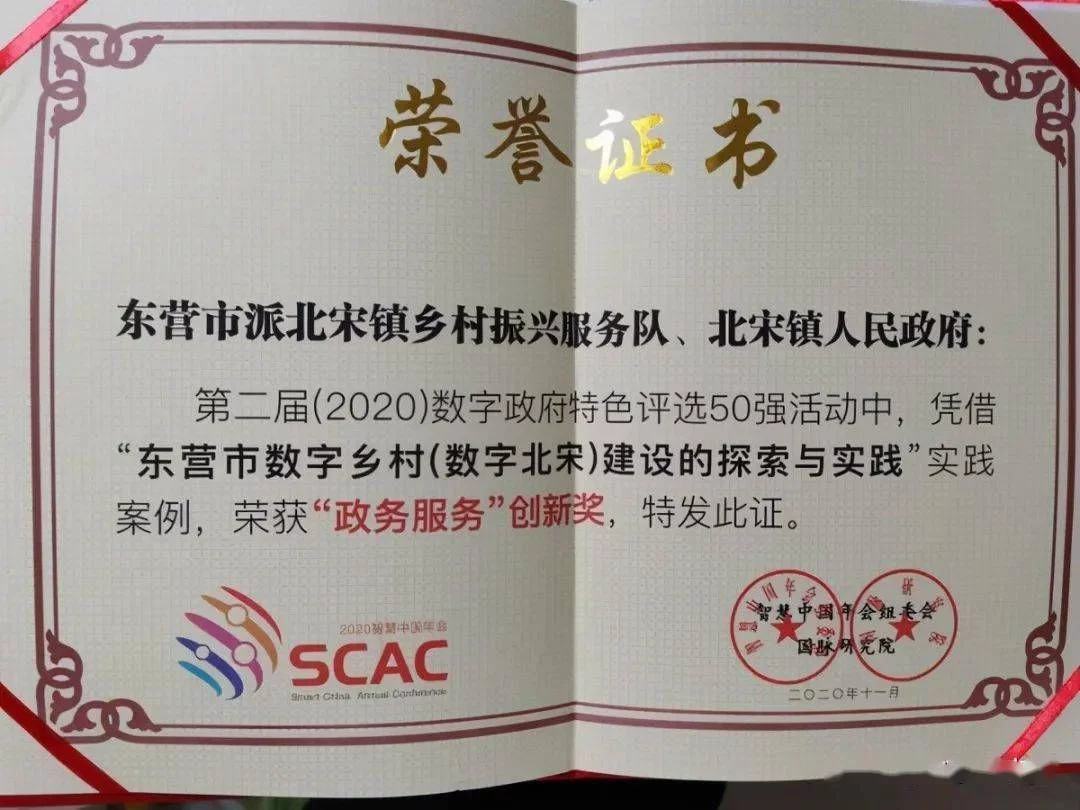 荣誉证书
东营市派北宋镇乡村振兴服务队、北宋镇人民政府：
第二届(2020)数字政府特色评选50强活动中，凭借
“东营市数字乡村(数字北宋)建设的探索与实践”实践
案例，荣获“政务服务”创新奖，特发此证。
2020智慧中国年会
SCAC
Smart China Annual Conference
智慧中国年会组委会
国脉研究院
二〇二〇年十一月